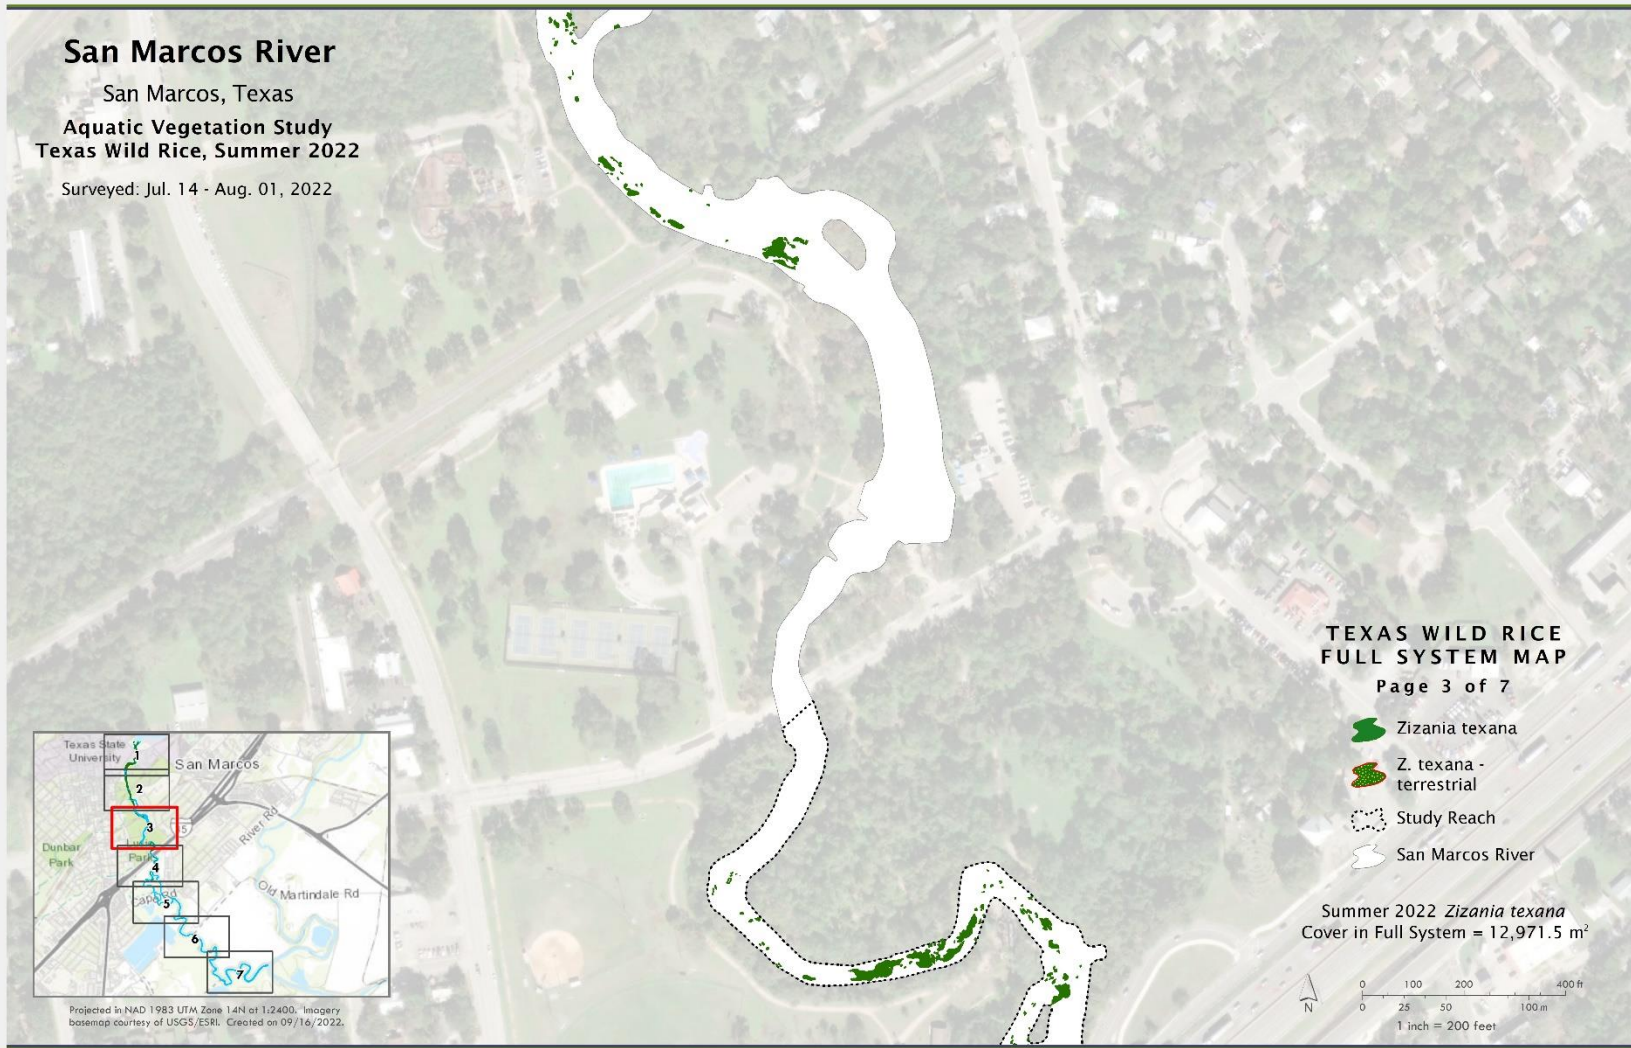 San Marcos River
San Marcos, Texas
Aquatic Vegetation Study
Texas Wild Rice, Summer 2022
Surveyed: Jul. 14 - Aug. 01, 2022
TEXAS WILD RICE
FULL SYSTEM MAP
Page 3 of 7
Zizania texana
Z. texana -
terrestrial
Study Reach
San Marcos River
Summer 2022 Zizania texana
Cover in Full System = 12,971.5 m²
0 100 200 400 ft
0 25 50 100 m
1 inch = 200 feet
N
Texas State
University
San Marcos
1
2
3
5
River Rd
Dunbar
Park
Park
4
Old Martindale Rd
5
6
7
Projected in NAD 1983 UTM Zone 14N at 1:2400. Imagery
basemap courtesy of USGS/ESRI. Created on 09/16/2022.